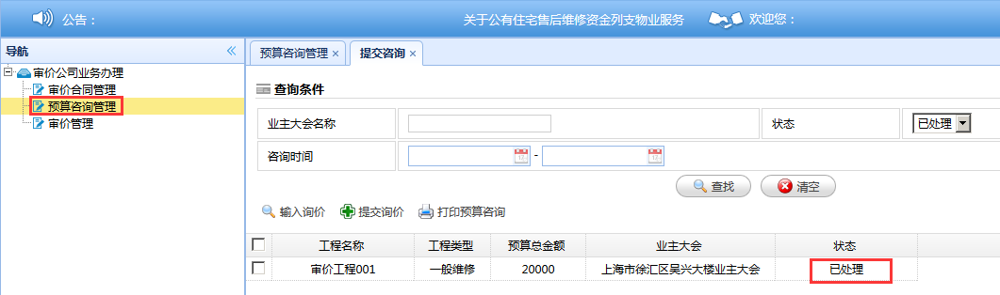 公告： 关于公有住宅售后维修资金列支物业服务 欢迎您：
导航
审价公司业务办理
审价合同管理
预算咨询管理
审价管理
预算咨询管理 提交咨询
查询条件
业主大会名称 状态 已处理
咨询时间 -
查找 清空
输入询价 提交询价 打印预算咨询
工程名称 工程类型 预算总金额 业主大会 状态
审价工程001 一般维修 20000 上海市徐汇区吴兴大楼业主大会 已处理